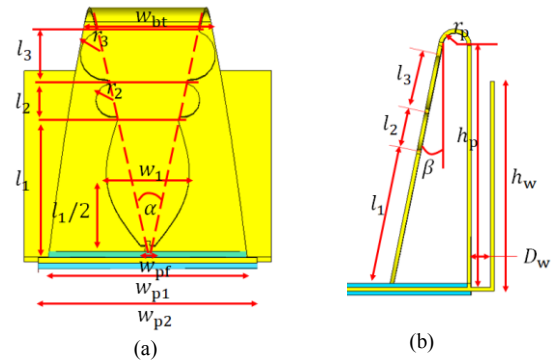 w_bt
l_3
r_3
l_2
r_2
l_1
w_1
l_1/2
α
w_pf
w_p1
w_p2
(a)
r_p
l_3
l_2
h_p
β
h_w
l_1
D_w
(b)